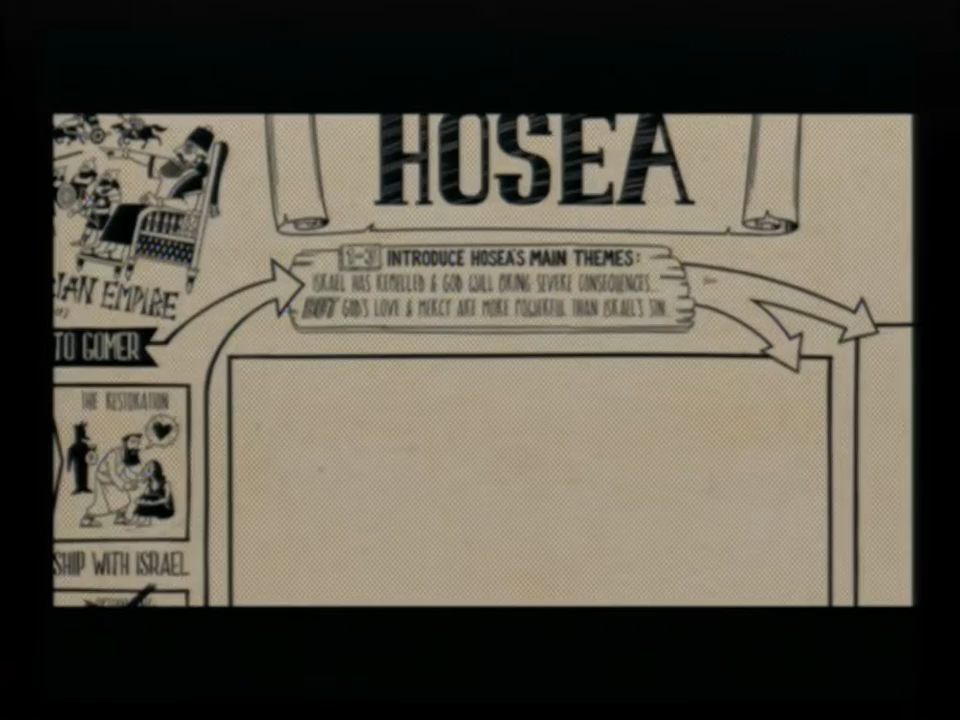 HOSEA
1-3 INTRODUCE HOSEA'S MAIN THEMES:
ISRAEL HAS REBELLED & GOD WILL BRING SEVERE CONSEQUENCES...
BUT GOD'S LOVE & MERCY ARE MORE POWERFUL THAN ISRAEL'S SIN.
IAN EMPIRE
TO GOMER
THE RESTORATION
SHIP WITH ISRAEL